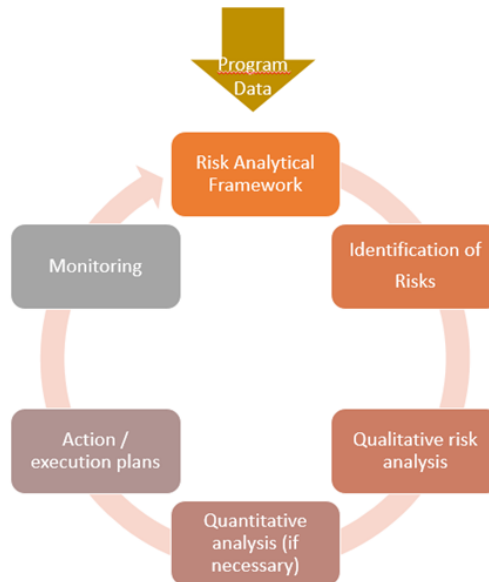 Program
Data
Risk Analytical
Framework
Identification of
Risks
Qualitative risk
analysis
Quantitative
analysis (if
necessary)
Action /
execution plans
Monitoring